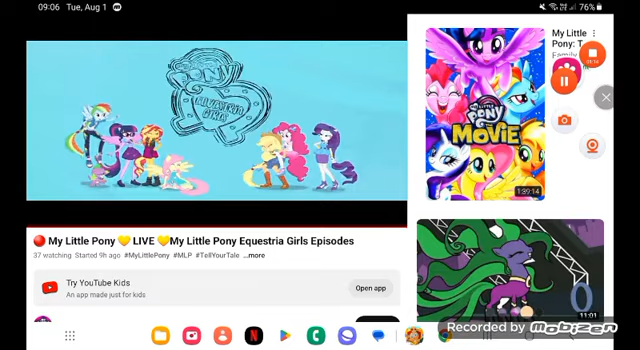 09:06 Tue, Aug 1
76%
MY LITTLE
PONY
EQUESTRIA
GIRLS
My Little
Pony: T
Family
MY LITTLE
PONY
THE
MOVIE
1:39:14
🔴 My Little Pony 💛 LIVE 💛My Little Pony Equestria Girls Episodes
37 watching Started 9h ago #MyLittlePony #MLP #TellYourTale ...more
Try YouTube Kids
An app made just for kids
Open app
11:01
Recorded by mobizen